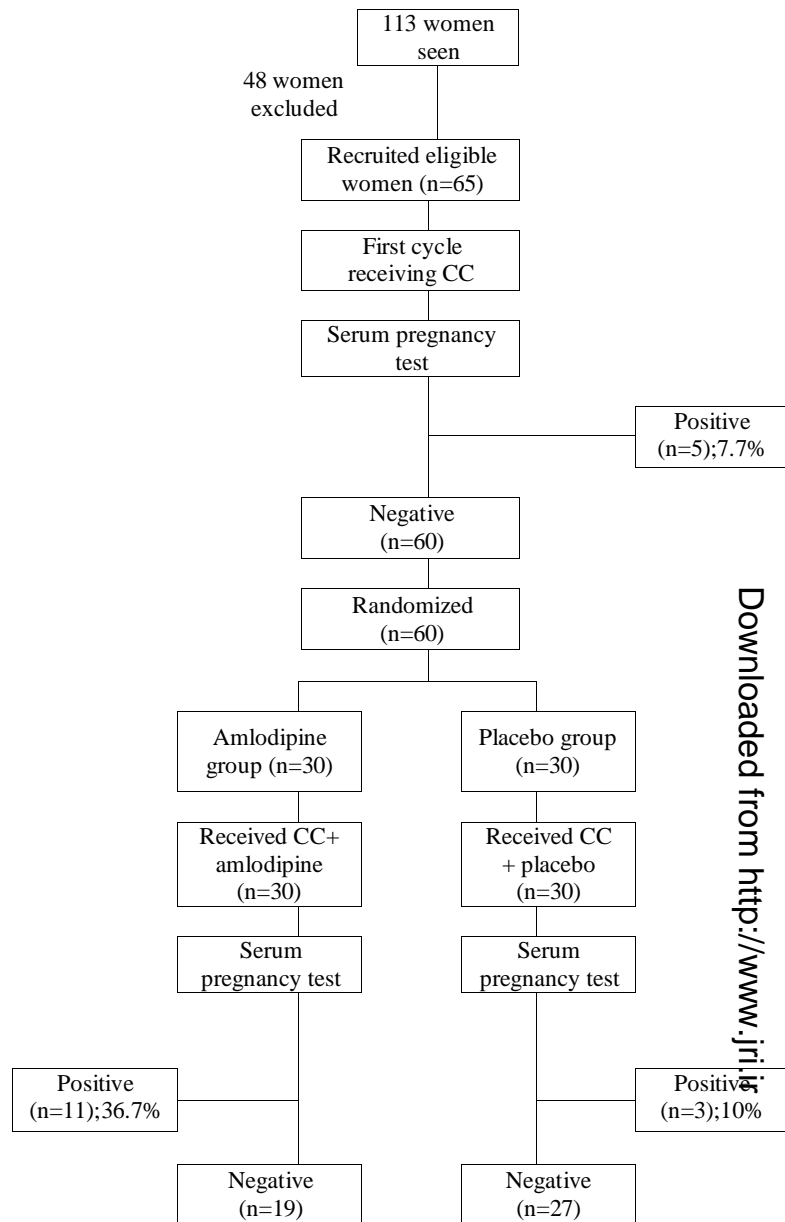 113 women
seen
48 women
excluded
Recruited eligible
women (n=65)
First cycle
receiving CC
Serum pregnancy
test
Positive
(n=5);7.7%
Negative
(n=60)
Randomized
(n=60)
Amlodipine
group (n=30)
Placebo group
(n=30)
Received CC+
amlodipine
(n=30)
Received CC
+ placebo
(n=30)
Serum
pregnancy test
Serum
pregnancy test
Positive
(n=11);36.7%
Positive
(n=3);10%
Negative
(n=19)
Negative
(n=27)
Downloaded from http://www.jri.ir